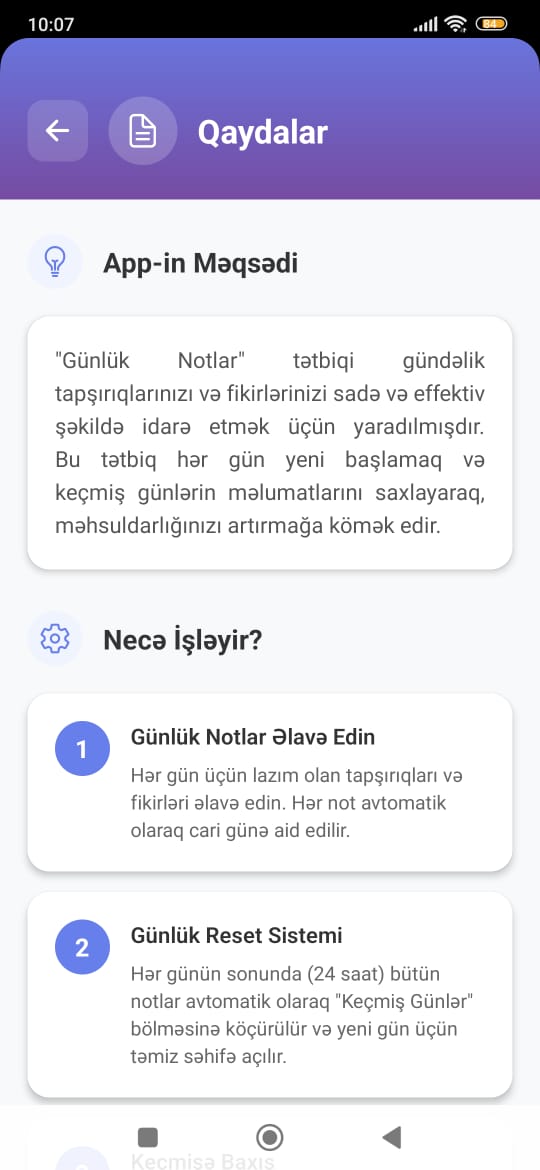 10:07
84
Qaydalar
App-in Məqsədi
"Günlük Notlar" tətbiqi gündəlik
tapşırıqlarınızı və fikirlərinizi sadə və effektiv
şəkildə idarə etmək üçün yaradılmışdır.
Bu tətbiq hər gün yeni başlamaq və
keçmiş günlərin məlumatlarını saxlayaraq,
məhsuldarlığınızı artırmağa kömək edir.
Necə İşləyir?
1
Günlük Notlar Əlavə Edin
Hər gün üçün lazım olan tapşırıqları və
fikirləri əlavə edin. Hər not avtomatik
olaraq cari günə aid edilir.
2
Günlük Reset Sistemi
Hər günün sonunda (24 saat) bütün
notlar avtomatik olaraq "Keçmiş Günlər"
bölməsinə köçürülür və yeni gün üçün
təmiz səhifə açılır.
Keçmişə Baxış